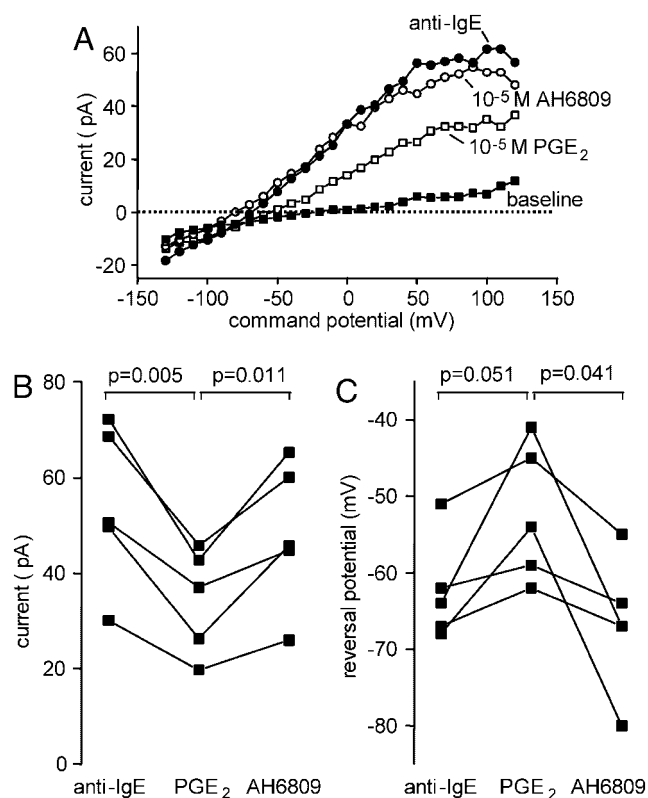 A
anti-IgE
60
40
20
0
-20
current ( pA)
10-5 M AH6809
10-5 M PGE2
baseline
-150 -100 -50 0 50 100 150
command potential (mV)
B
p=0.005 p=0.011
80
60
40
20
0
current ( pA)
anti-IgE PGE2 AH6809
C
p=0.051 p=0.041
-40
-50
-60
-70
-80
reversal potential (mV)
anti-IgE PGE2 AH6809